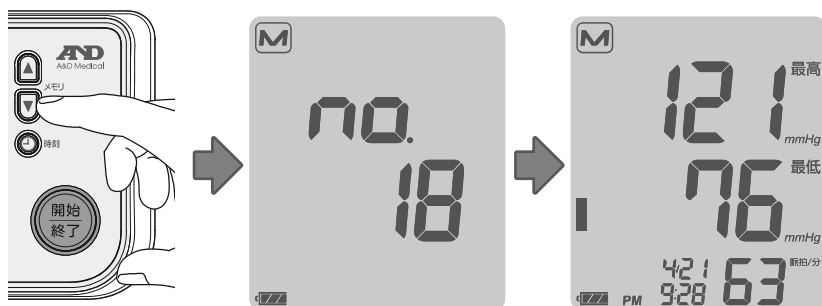 AND
A&D Medical
メモリ
時刻
開始
終了
M
no.
18
M
121
最高
mmHg
76
最低
mmHg
4/21
PM 9:28
63
脈拍/分